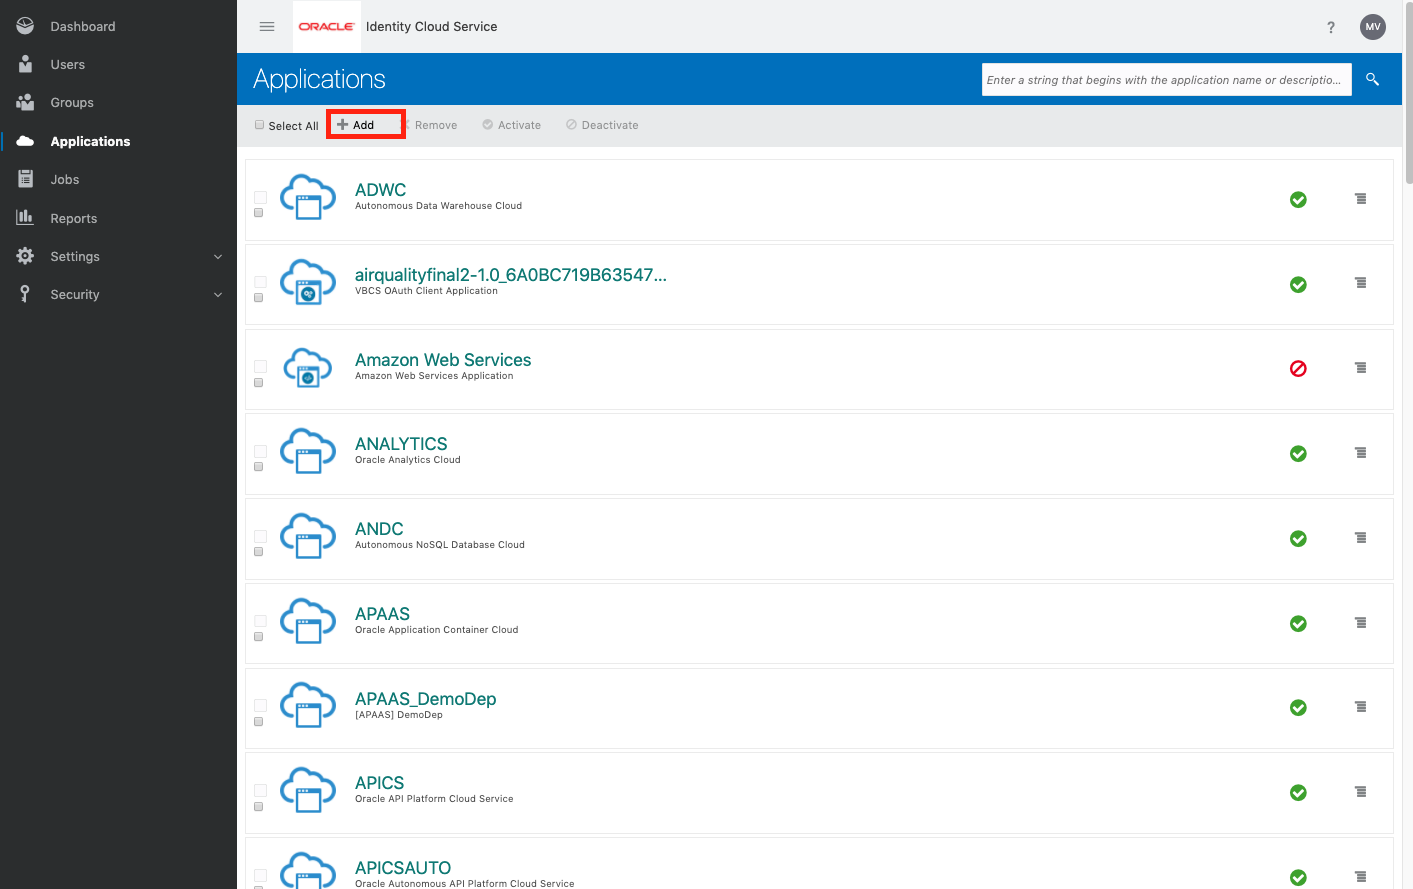 Dashboard
Users
Groups
Applications
Jobs
Reports
Settings
Security
ORACLE Identity Cloud Service
? MV
Applications
Enter a string that begins with the application name or descriptio...
Select All Add Remove Activate Deactivate
ADWC
Autonomous Data Warehouse Cloud
airqualityfinal2-1.0_6A0BC719B63547...
VBCS OAuth Client Application
Amazon Web Services
Amazon Web Services Application
ANALYTICS
Oracle Analytics Cloud
ANDC
Autonomous NoSQL Database Cloud
APAAS
Oracle Application Container Cloud
APAAS_DemoDep
[APAAS] DemoDep
APICS
Oracle API Platform Cloud Service
APICSAUTO
Oracle Autonomous API Platform Cloud Service